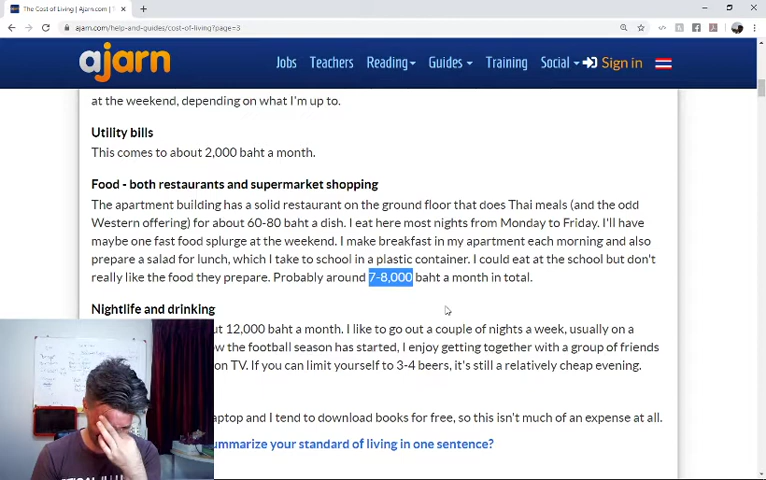 The Cost of Living | Ajarn.com | T
ajarn.com/help-and-guides/cost-of-living?page=3
ajarn
Jobs Teachers Reading Guides Training Social Sign in
at the weekend, depending on what I'm up to.
Utility bills
This comes to about 2,000 baht a month.
Food - both restaurants and supermarket shopping
The apartment building has a solid restaurant on the ground floor that does Thai meals (and the odd
Western offering) for about 60-80 baht a dish. I eat here most nights from Monday to Friday. I'll have
maybe one fast food splurge at the weekend. I make breakfast in my apartment each morning and also
prepare a salad for lunch, which I take to school in a plastic container. I could eat at the school but don't
really like the food they prepare. Probably around 7-8,000 baht a month in total.
Nightlife and drinking
ut 12,000 baht a month. I like to go out a couple of nights a week, usually on a
w the football season has started, I enjoy getting together with a group of friends
on TV. If you can limit yourself to 3-4 beers, it's still a relatively cheap evening.
aptop and I tend to download books for free, so this isn't much of an expense at all.
ummarize your standard of living in one sentence?